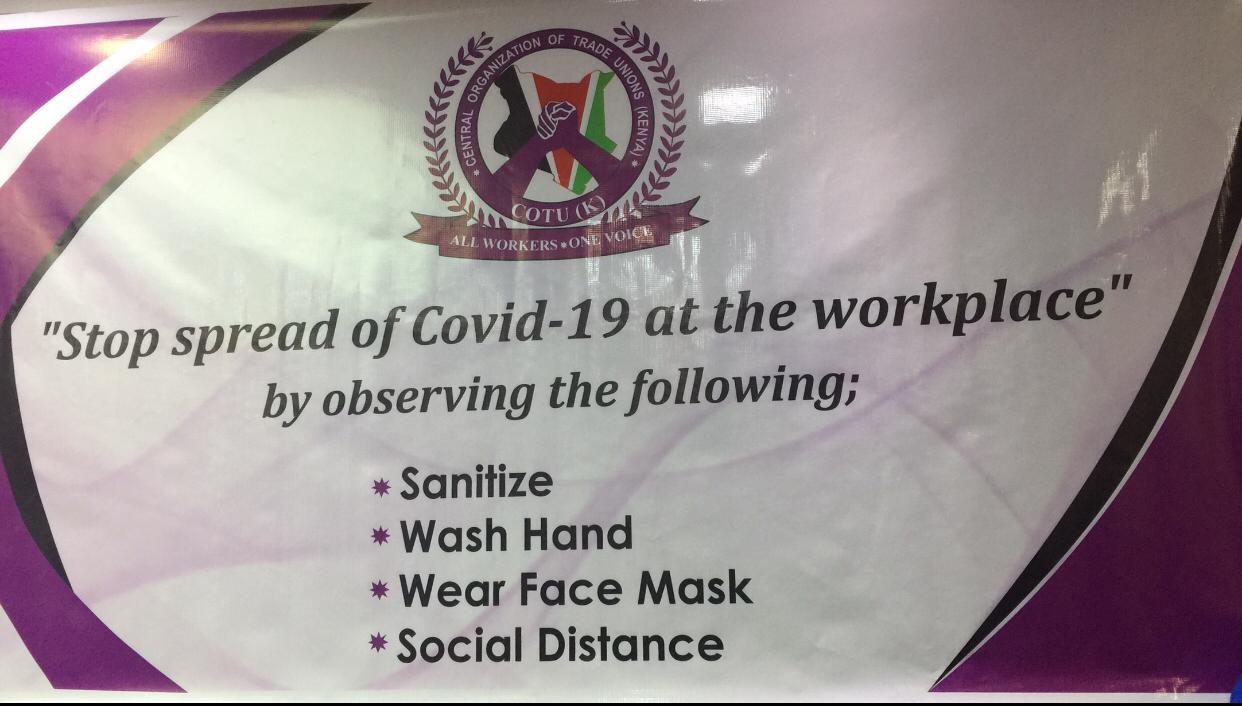 * CENTRAL ORGANIZATION OF TRADE UNIONS (KENYA) *
COTU (K)
ALL WORKERS * ONE VOICE
"Stop spread of Covid-19 at the workplace"
by observing the following;
* Sanitize
* Wash Hand
* Wear Face Mask
* Social Distance